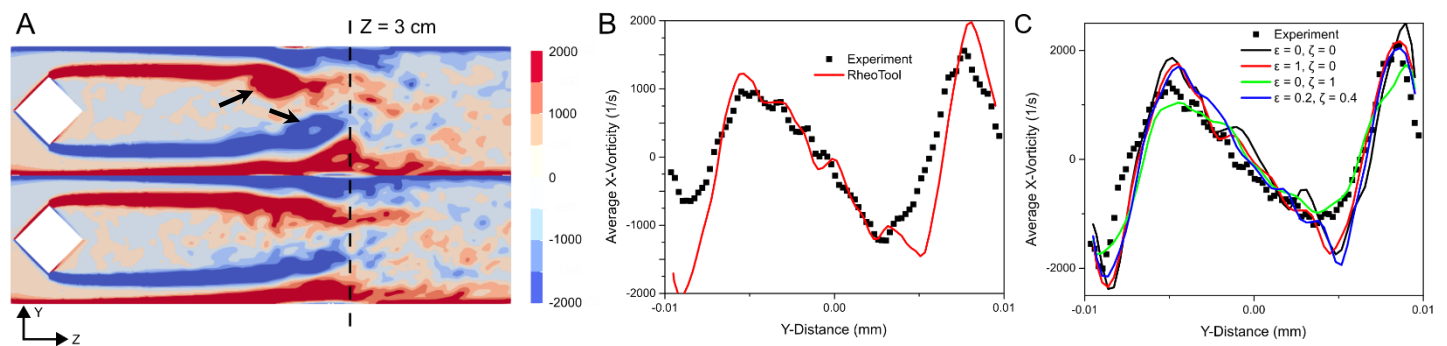 A
Z = 3 cm
2000
1000
0
-1000
-2000
Y
Z
B
Average X-Vorticity (1/s)
2000
1000
0
-1000
-2000
Experiment
RheoTool
-0.01
0.00
0.01
Y-Distance (mm)
C
Average X-Vorticity (1/s)
2000
0
-2000
Experiment
ε = 0, ζ = 0
ε = 1, ζ = 0
ε = 0, ζ = 1
ε = 0.2, ζ = 0.4
-0.01
0.00
0.01
Y-Distance (mm)